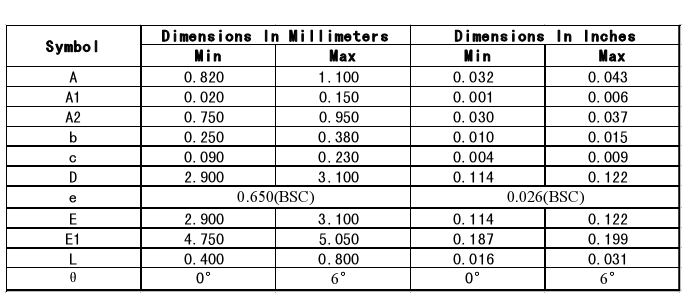 Symbol Dimensions In Millimeters Dimensions In Inches
Min Max Min Max
A 0.820 1.100 0.032 0.043
A1 0.020 0.150 0.001 0.006
A2 0.750 0.950 0.030 0.037
b 0.250 0.380 0.010 0.015
c 0.090 0.230 0.004 0.009
D 2.900 3.100 0.114 0.122
e 0.650(BSC) 0.026(BSC)
E 2.900 3.100 0.114 0.122
E1 4.750 5.050 0.187 0.199
L 0.400 0.800 0.016 0.031
θ 0° 6° 0° 6°